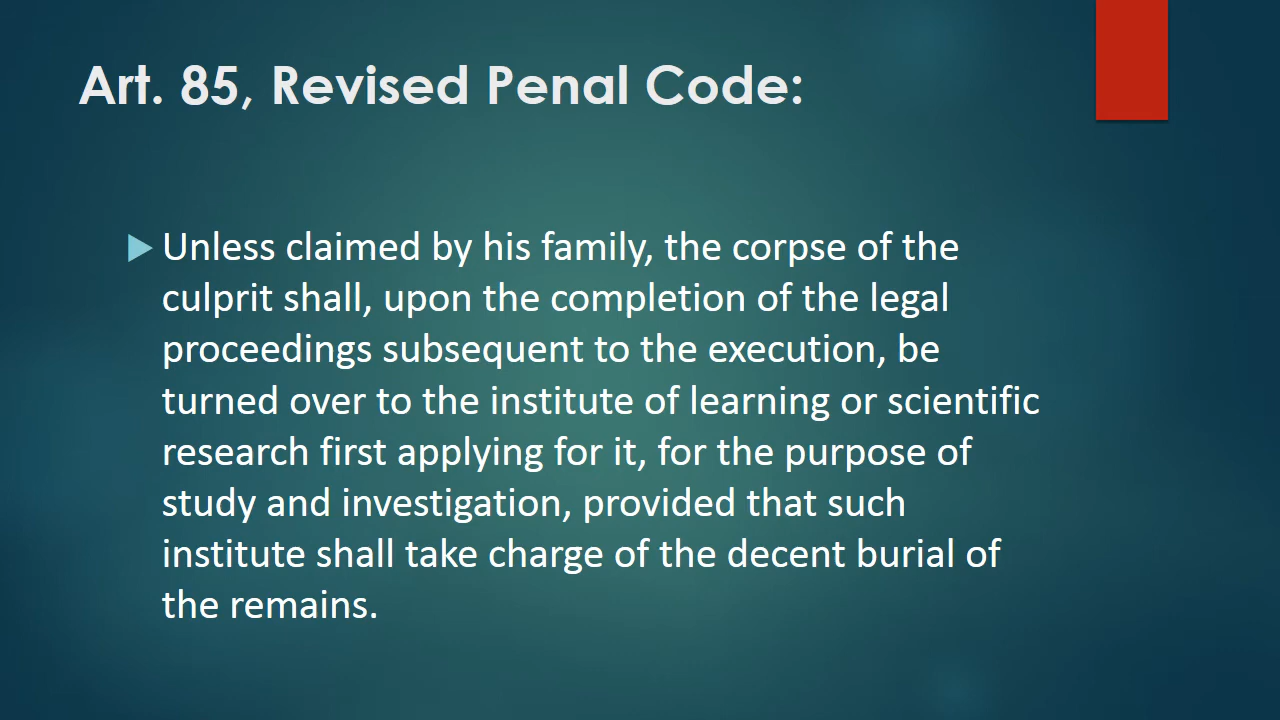 Art. 85, Revised Penal Code:
Unless claimed by his family, the corpse of the
culprit shall, upon the completion of the legal
proceedings subsequent to the execution, be
turned over to the institute of learning or scientific
research first applying for it, for the purpose of
study and investigation, provided that such
institute shall take charge of the decent burial of
the remains.